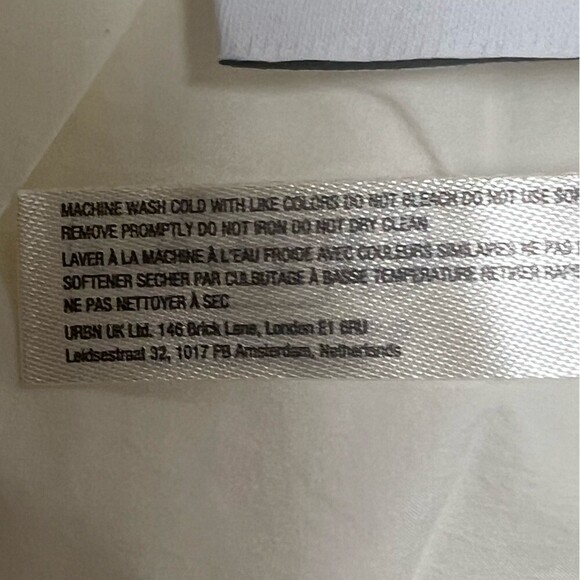 MACHINE WASH COLD WITH LIKE COLORS DO NOT BLEACH DO NOT USE
REMOVE PROMPTLY DO NOT IRON DO NOT DRY CLEAN
LAVER À LA MACHINE À L'EAU FROIDE AVEC COULEURS SIMILAIRES NE PAS
SOFTENER SECHER PAR CULBUTAGE À BASSE TEMPERATURE RETIRER
NE PAS NETTOYER À SEC
URBN UK Ltd. 146 Brick Lane, London E1 6RU
Leidsestraat 32, 1017 PB Amsterdam, Netherlands